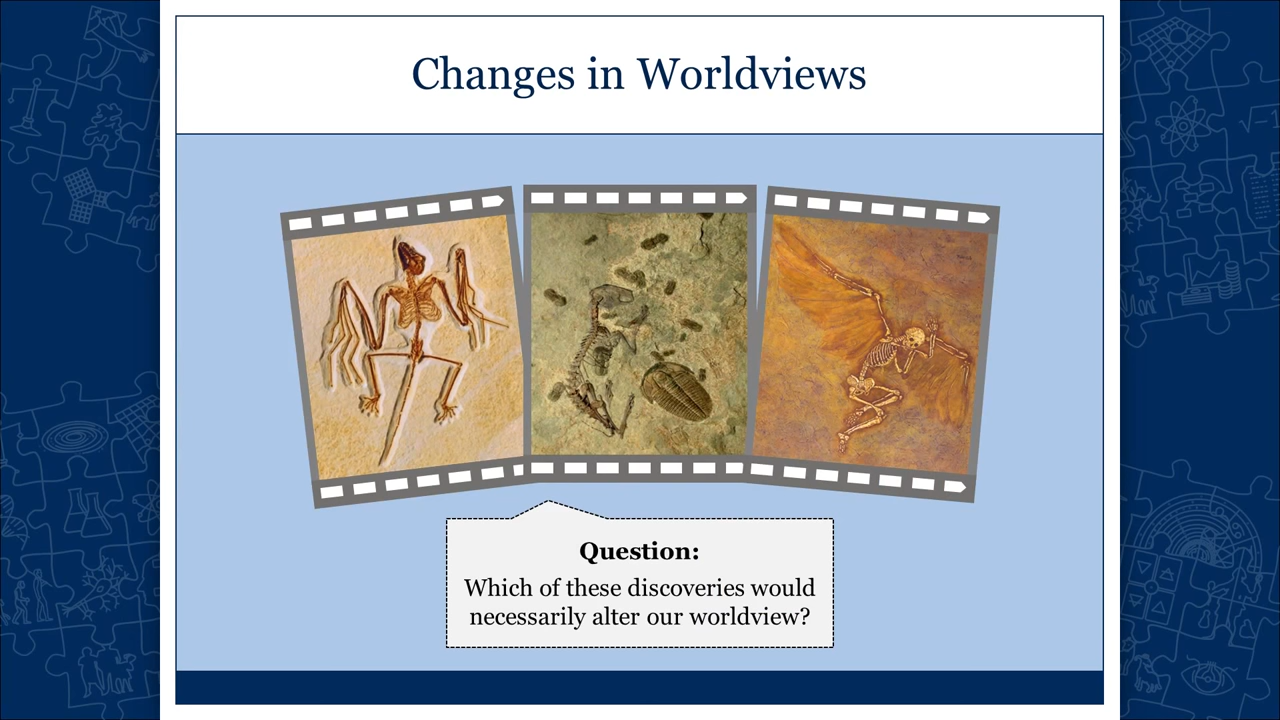 Changes in Worldviews
Question:
Which of these discoveries would
necessarily alter our worldview?